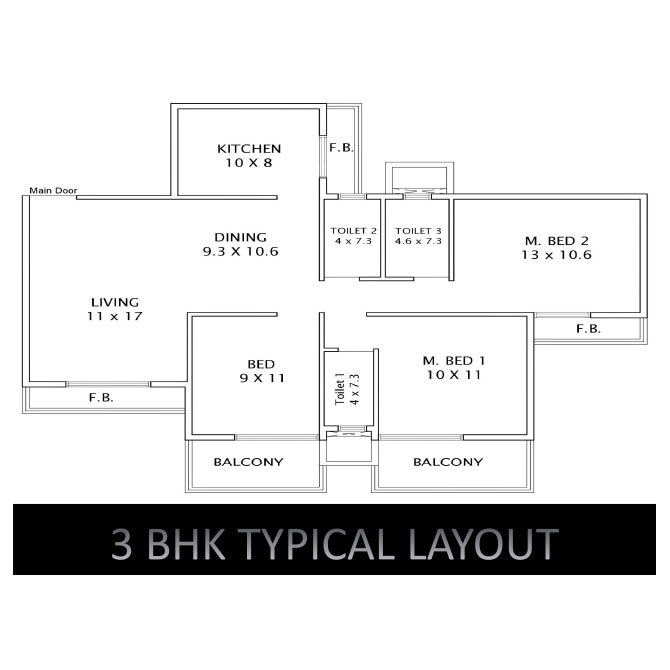 KITCHEN
10 X 8
F.B.
Main Door
DINING
9.3 X 10.6
TOILET 2
4 x 7.3
TOILET 3
4.6 x 7.3
M. BED 2
13 x 10.6
LIVING
11 x 17
F.B.
BED
9 X 11
Toilet 1
4 x 7.3
M. BED 1
10 X 11
F.B.
BALCONY
BALCONY
3 BHK TYPICAL LAYOUT